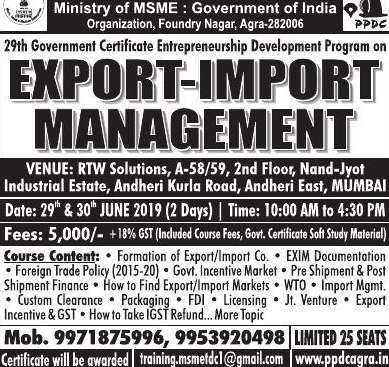 Ministry of MSME : Government of India
Organization, Foundry Nagar, Agra-282006
PPDC
29th Government Certificate Entrepreneurship Development Program on
EXPORT-IMPORT
MANAGEMENT
VENUE: RTW Solutions, A-58/59, 2nd Floor, Nand-Jyot
Industrial Estate, Andheri Kurla Road, Andheri East, MUMBAI
Date: 29th & 30th JUNE 2019 (2 Days) | Time: 10:00 AM to 4:30 PM
Fees: 5,000/- +18% GST (Included Course Fees, Govt. Certificate Soft Study Material)
Course Content: • Formation of Export/Import Co. • EXIM Documentation
• Foreign Trade Policy (2015-20) • Govt. Incentive Market • Pre Shipment & Post
Shipment Finance • How to Find Export/Import Markets • WTO • Import Mgmt.
• Custom Clearance • Packaging • FDI • Licensing • Jt. Venture • Export
Incentive & GST • How to Take IGST Refund... More Topic
Mob. 9971875996, 9953920498 LIMITED 25 SEATS
Certificate will be awarded | training.msmetdc1@gmail.com | www.ppdcagra.in